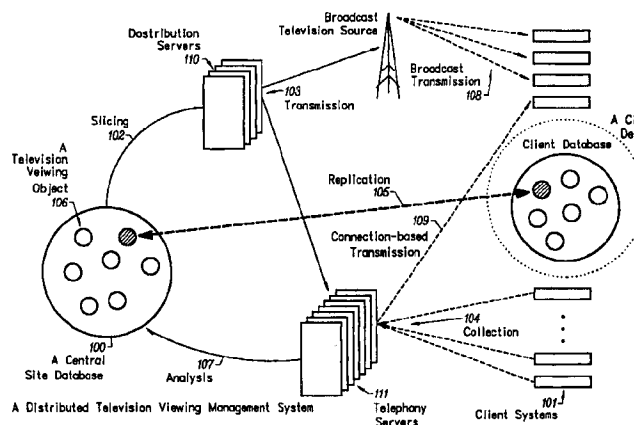 Broadcast
Television Source
Dostribution
Servers
110
103
Transmission
Broadcast
Transmission
108
Slicing
102
A
Television Veiwing
Object
106
A Cl
De
Client Database
Replication
105
109
Connection-based
Transmission
104
Collection
100
A Central
Site Database
107
Analysis
111
Telephony
Servers
101
Client Systems
A Distributed Television Viewing Management System